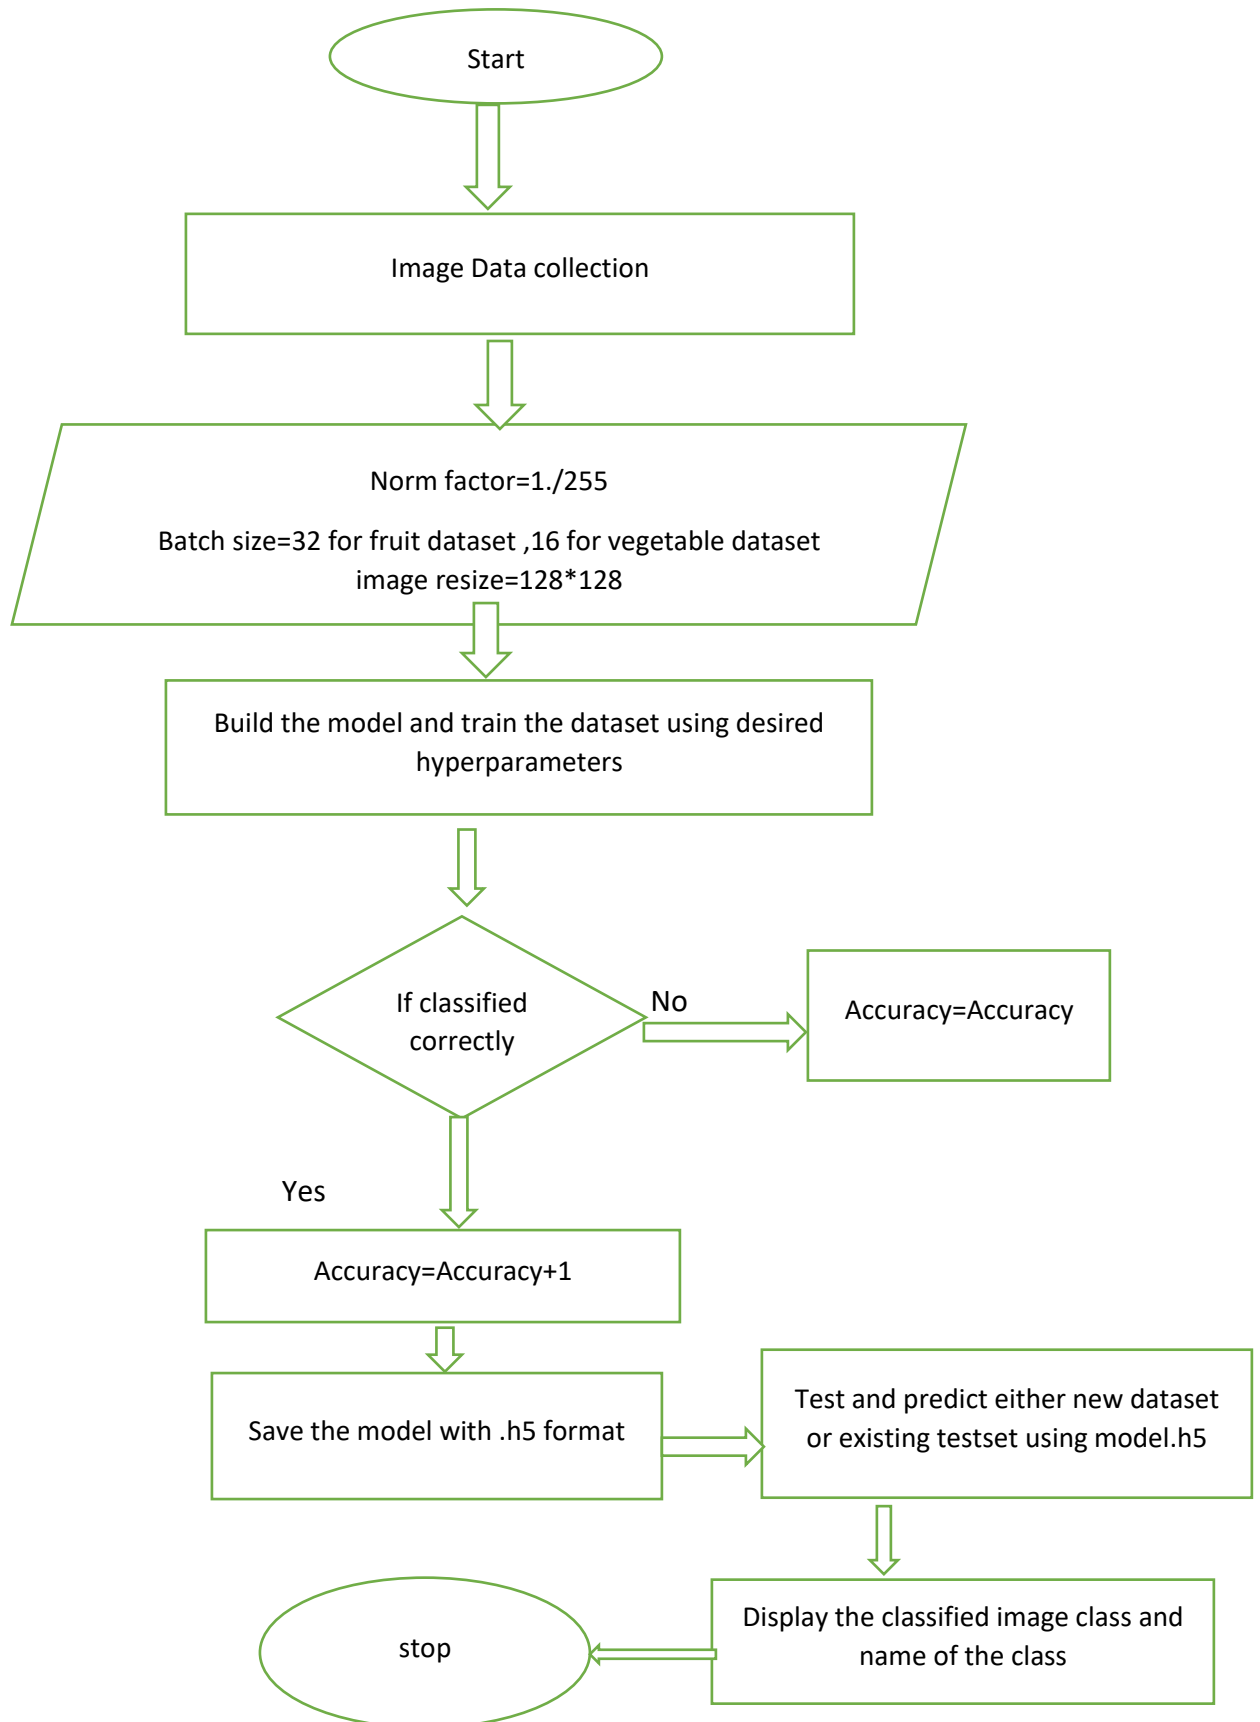 Start
Image Data collection
Norm factor=1./255
Batch size=32 for fruit dataset ,16 for vegetable dataset
image resize=128*128
Build the model and train the dataset using desired
hyperparameters
If classified
correctly
No
Accuracy=Accuracy
Yes
Accuracy=Accuracy+1
Save the model with .h5 format
Test and predict either new dataset
or existing testset using model.h5
Display the classified image class and
name of the class
stop